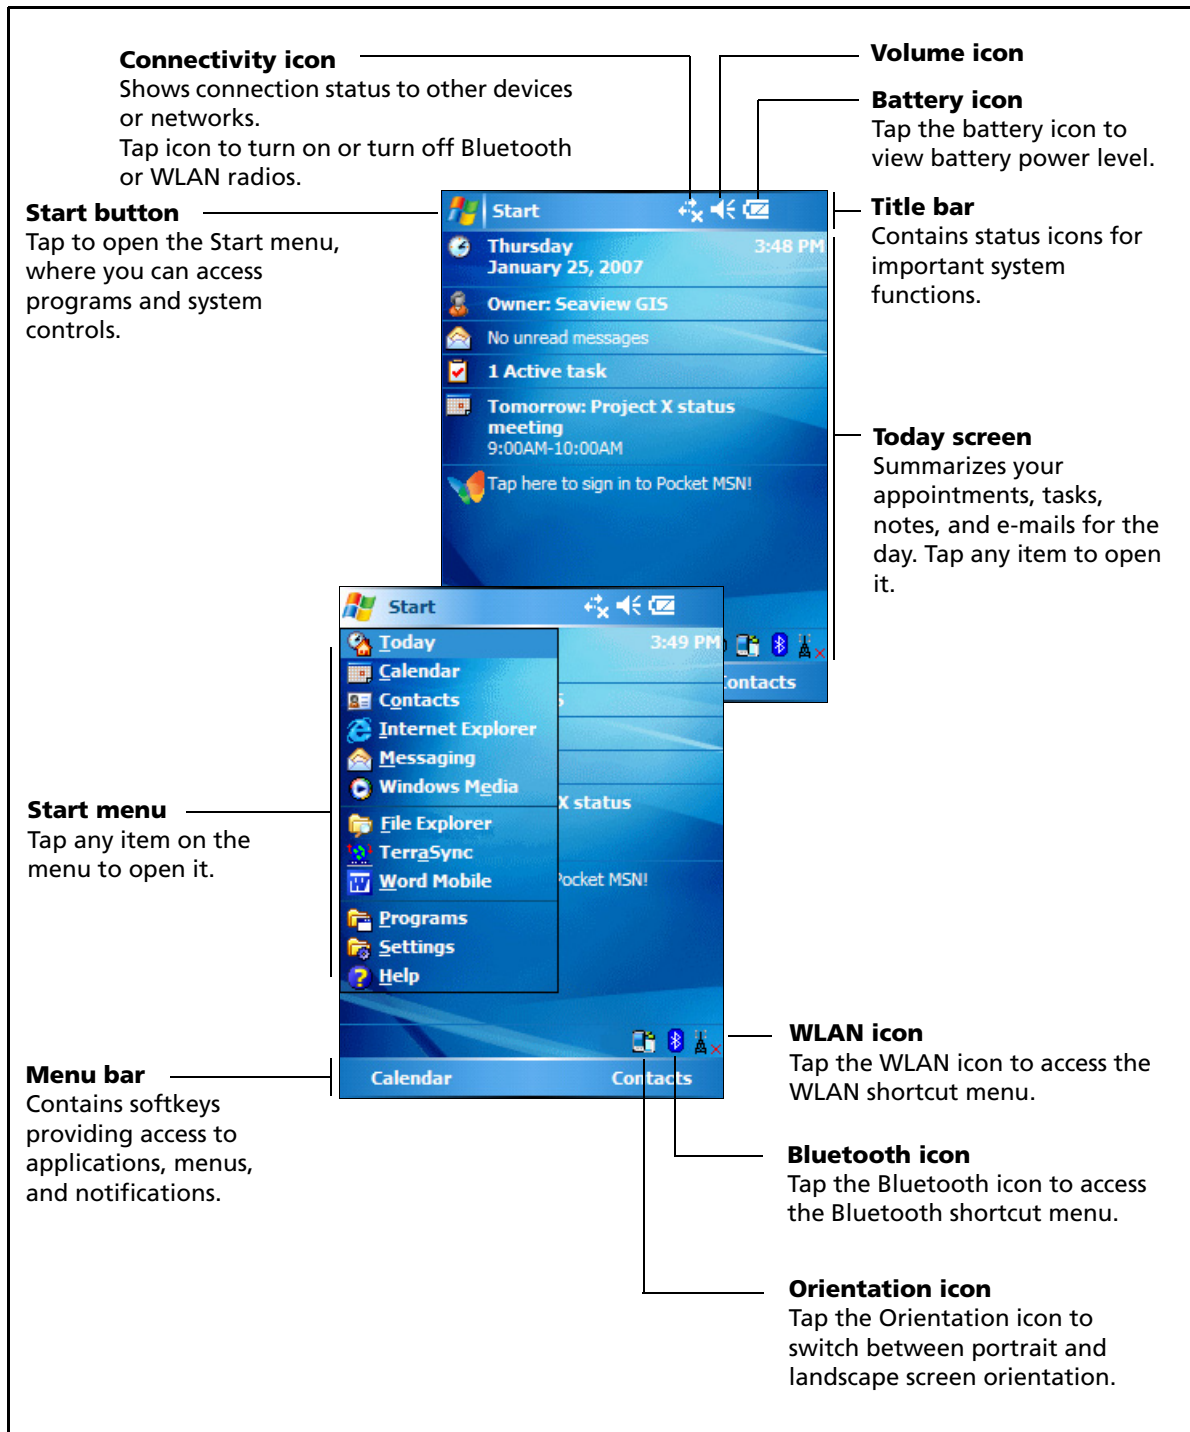 Connectivity icon
Shows connection status to other devices
or networks.
Tap icon to turn on or turn off Bluetooth
or WLAN radios.
Volume icon
Battery icon
Tap the battery icon to
view battery power level.
Start button
Tap to open the Start menu,
where you can access
programs and system
controls.
Title bar
Contains status icons for
important system
functions.
Start
Thursday
3:48 PM
January 25, 2007
Owner: Seaview GIS
No unread messages
1 Active task
Tomorrow: Project X status
meeting
9:00AM-10:00AM
Tap here to sign in to Pocket MSN!
Contacts
Today screen
Summarizes your
appointments, tasks,
notes, and e-mails for the
day. Tap any item to open
it.
Start
3:49 PM
Today
Calendar
Contacts
S
Internet Explorer
Messaging
Windows Media
X status
File Explorer
TerraSync
Word Mobile
Pocket MSN!
Programs
Settings
Help
Calendar
Contacts
Start menu
Tap any item on the
menu to open it.
Menu bar
Contains softkeys
providing access to
applications, menus,
and notifications.
WLAN icon
Tap the WLAN icon to access the
WLAN shortcut menu.
Bluetooth icon
Tap the Bluetooth icon to access
the Bluetooth shortcut menu.
Orientation icon
Tap the Orientation icon to
switch between portrait and
landscape screen orientation.